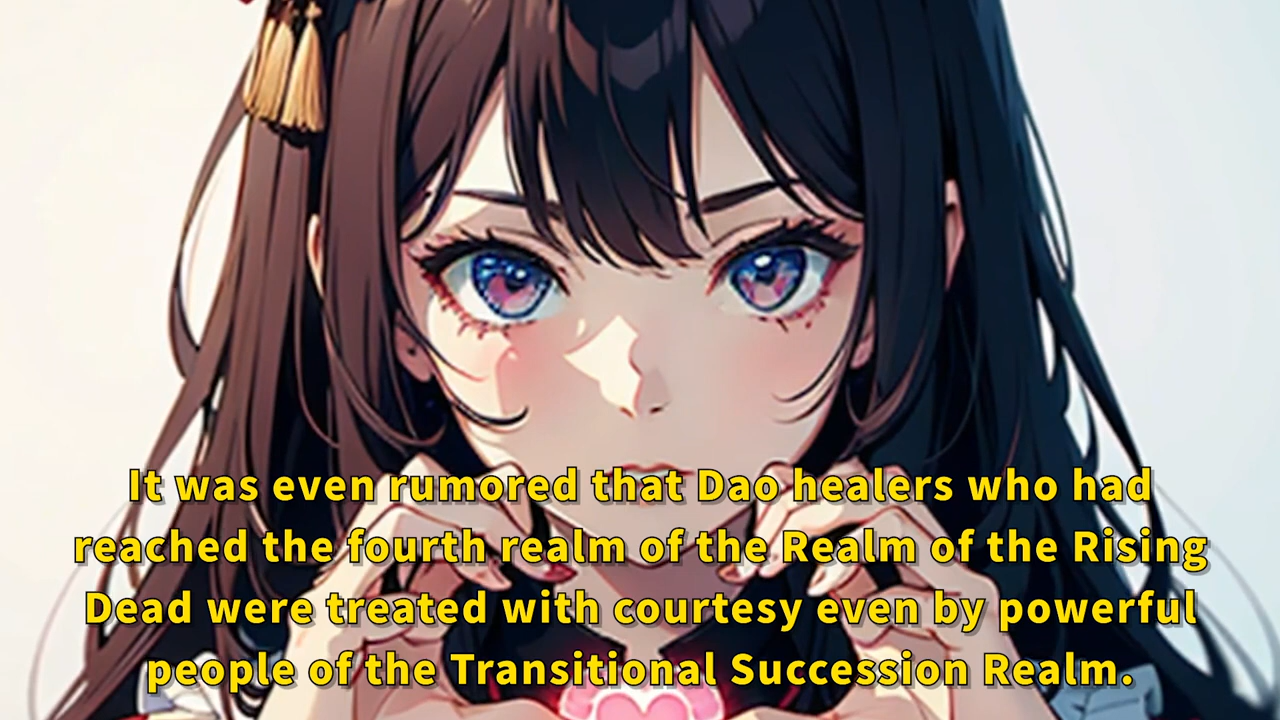 It was even rumored that Dao healers who had
reached the fourth realm of the Realm of the Rising
Dead were treated with courtesy even by powerful
people of the Transitional Succession Realm.